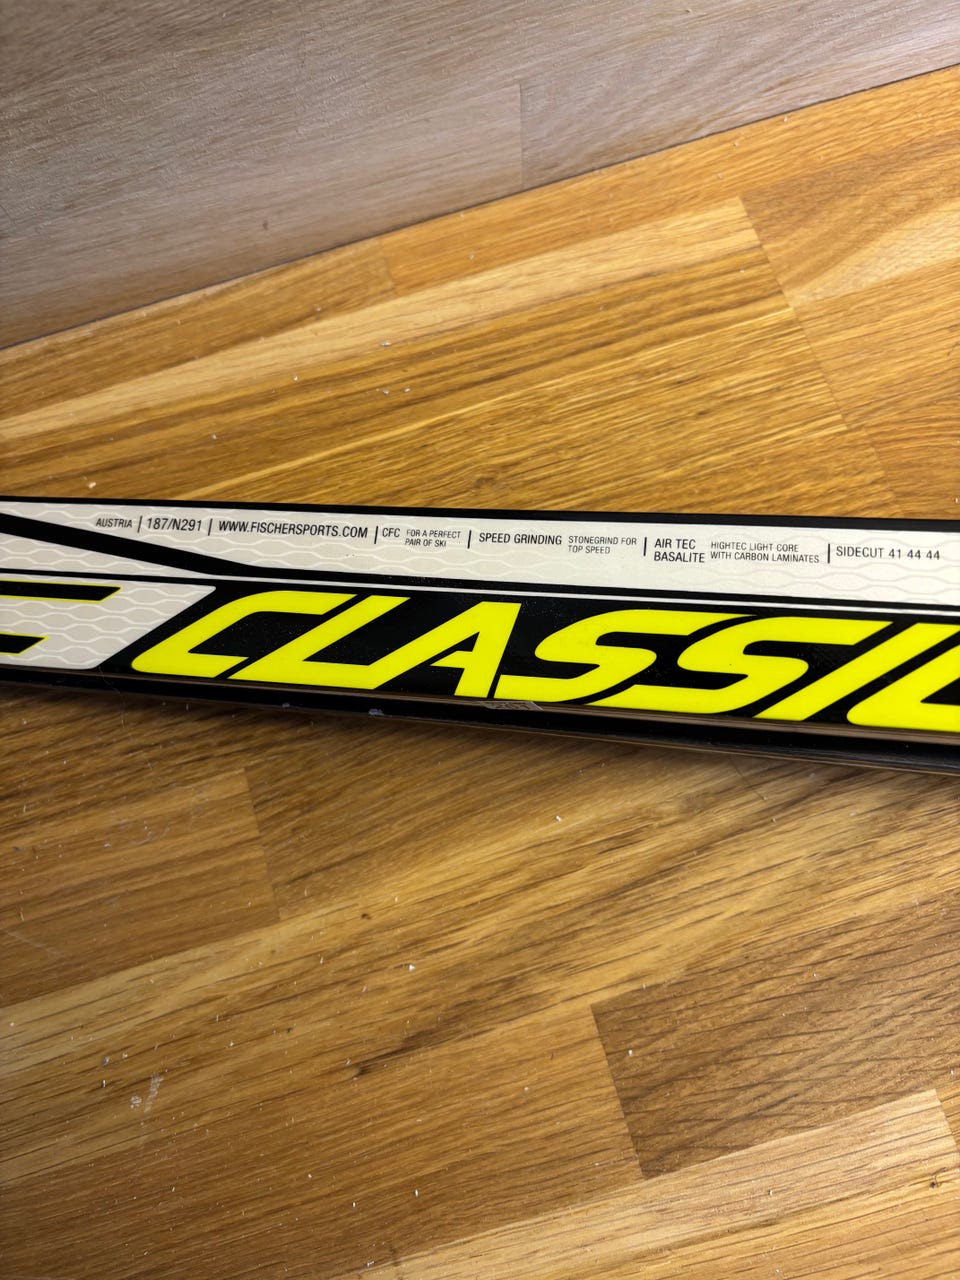 AUSTRIA | 187/N291 | WWW.FISCHERSPORTS.COM | CFC FOR A PERFECT PAIR OF SKI | SPEED GRINDING STONEGRIND FOR TOP SPEED | AIR TEC BASALITE HIGHTEC LIGHT CORE WITH CARBON LAMINATES | SIDECUT 41 44 44
CLASSIC